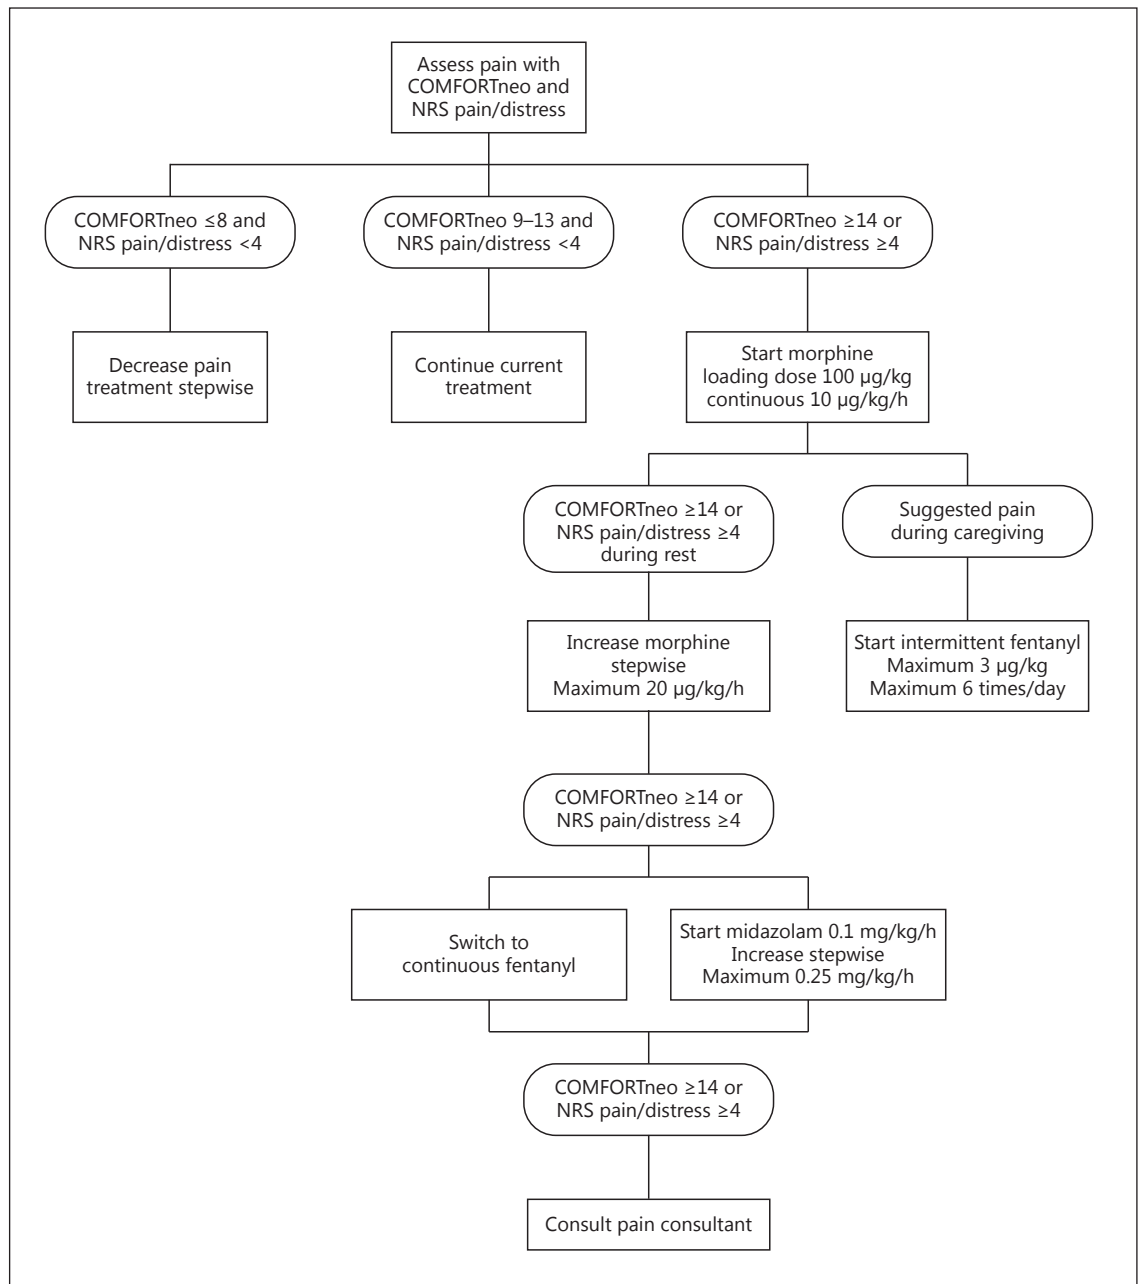 Assess pain with
COMFORTneo and
NRS pain/distress
COMFORTneo ≤8 and
NRS pain/distress <4
COMFORTneo 9–13 and
NRS pain/distress <4
COMFORTneo ≥14 or
NRS pain/distress ≥4
Decrease pain
treatment stepwise
Continue current
treatment
Start morphine
loading dose 100 µg/kg
continuous 10 µg/kg/h
COMFORTneo ≥14 or
NRS pain/distress ≥4
during rest
Suggested pain
during caregiving
Increase morphine
stepwise
Maximum 20 µg/kg/h
Start intermittent fentanyl
Maximum 3 µg/kg
Maximum 6 times/day
COMFORTneo ≥14 or
NRS pain/distress ≥4
Switch to
continuous fentanyl
Start midazolam 0.1 mg/kg/h
Increase stepwise
Maximum 0.25 mg/kg/h
COMFORTneo ≥14 or
NRS pain/distress ≥4
Consult pain consultant